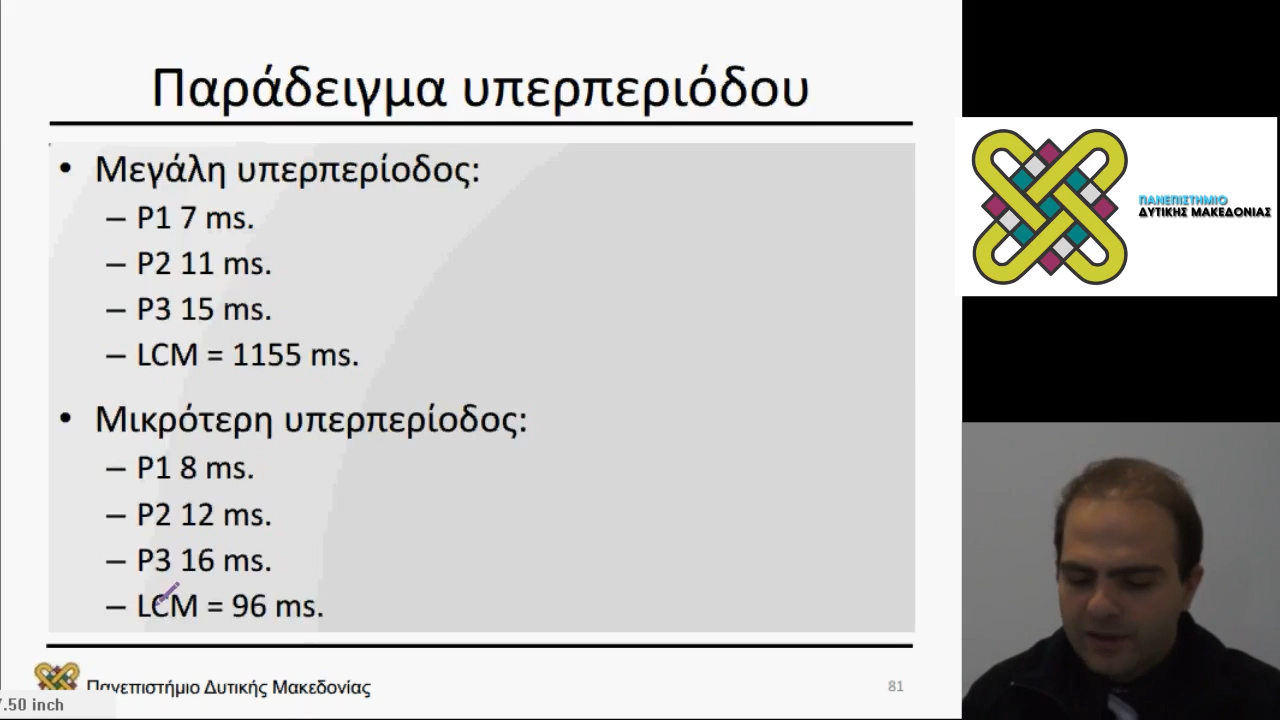 Παράδειγμα υπερπεριόδου
• Μεγάλη υπερπερίοδος:
– P1 7 ms.
– P2 11 ms.
– P3 15 ms.
– LCM = 1155 ms.
• Μικρότερη υπερπερίοδος:
– P1 8 ms.
– P2 12 ms.
– P3 16 ms.
– LCM = 96 ms.
Πανεπιστήμιο Δυτικής Μακεδονίας
81
7.50 inch
ΠΑΝΕΠΙΣΤΗΜΙΟ
ΔΥΤΙΚΗΣ ΜΑΚΕΔΟΝΙΑΣ